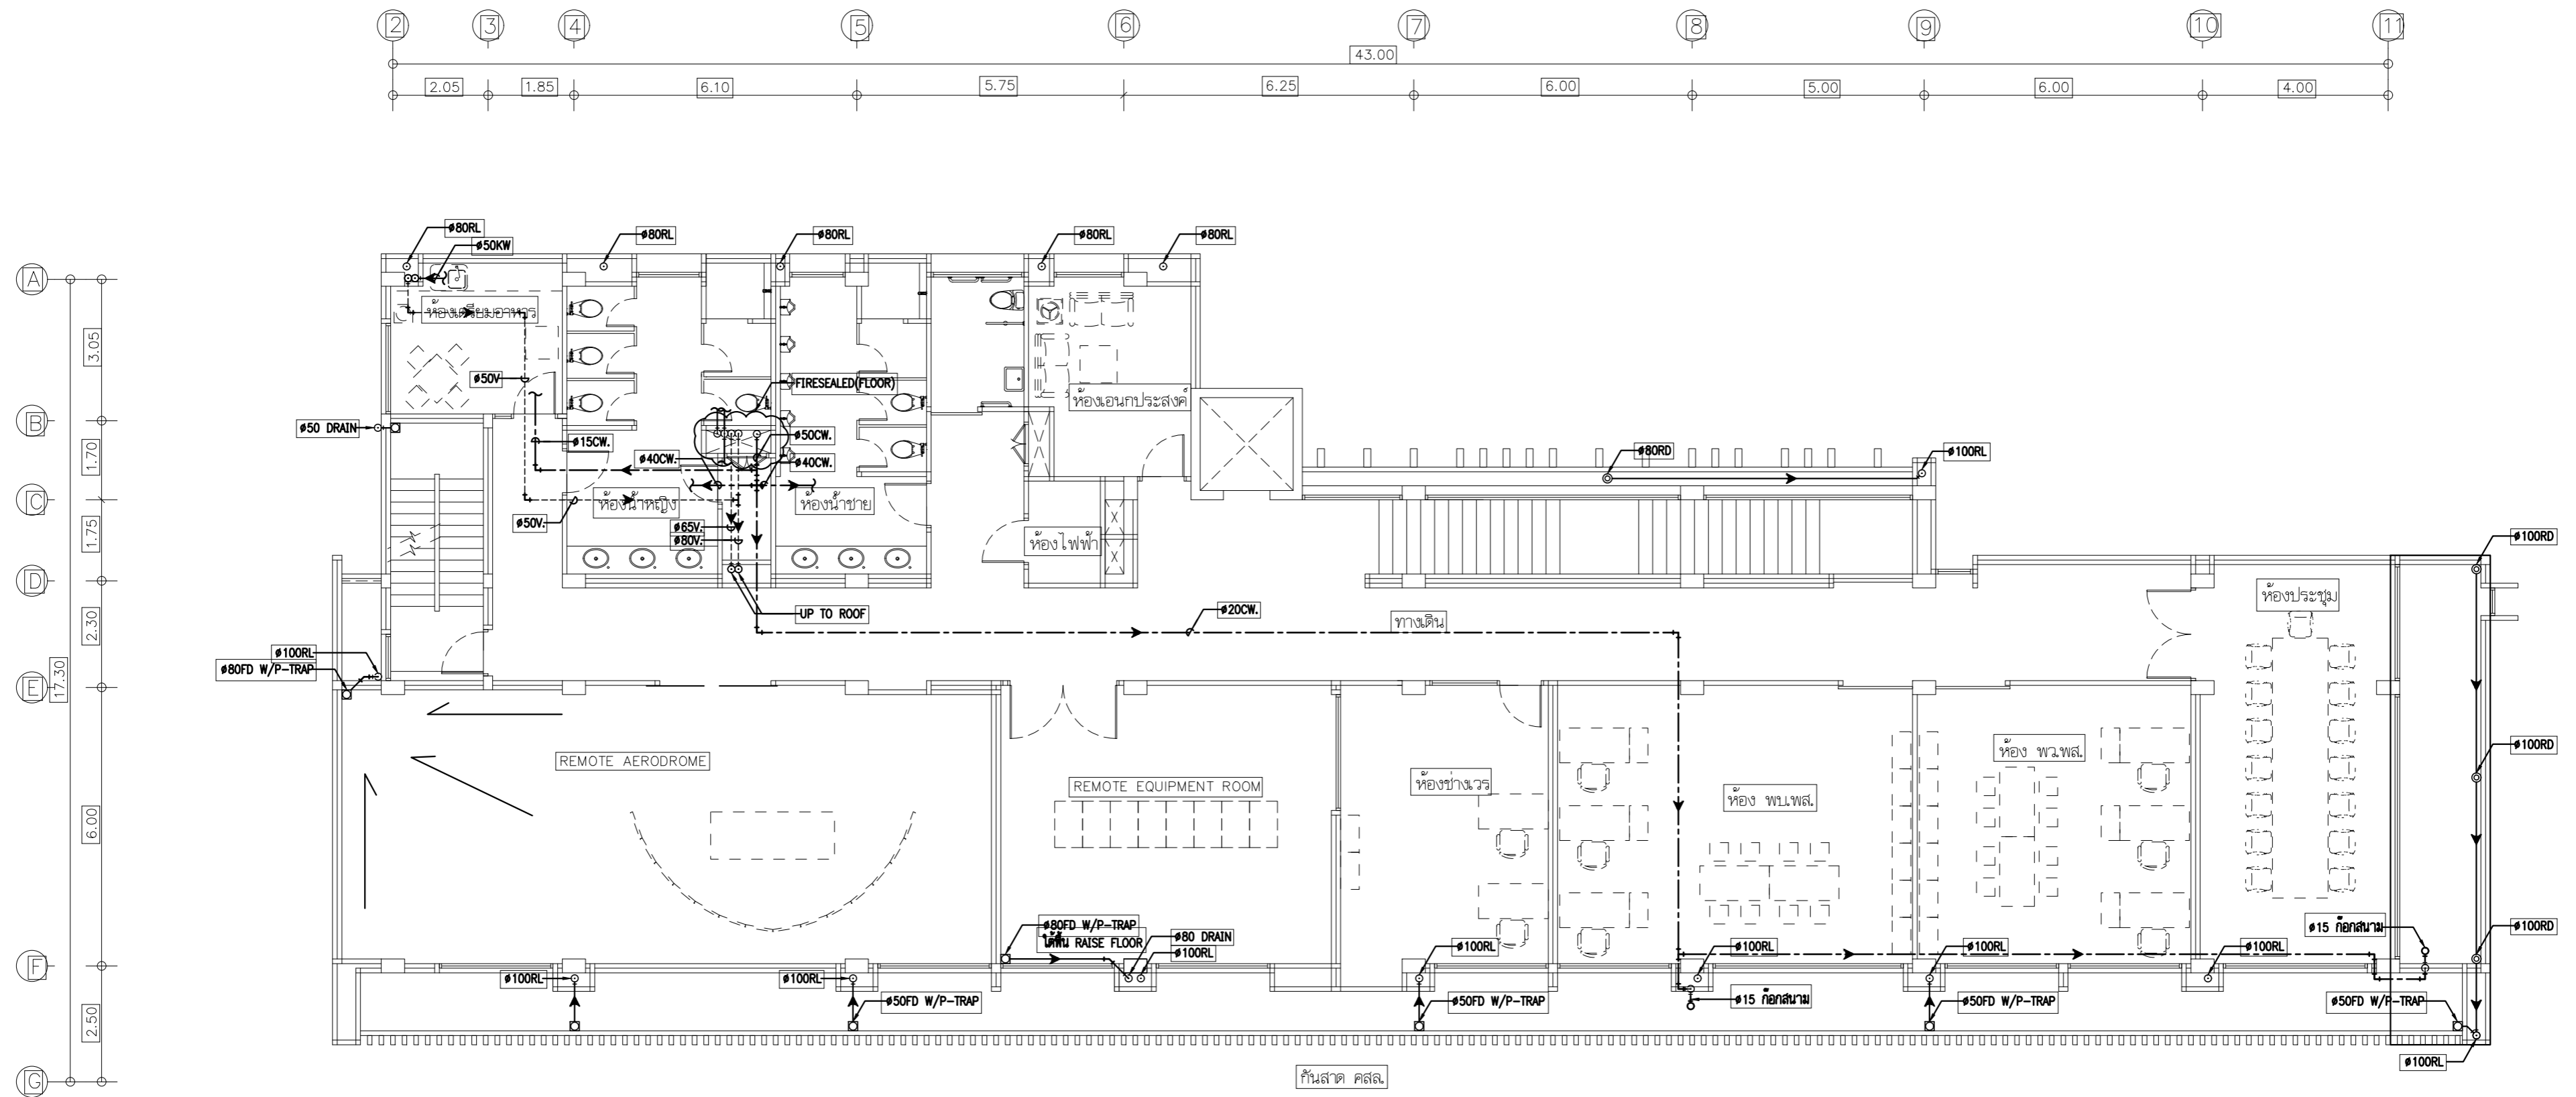 2 3 4 5 6 7 8 9 10 11
43.00
2.05 1.85 6.10 5.75 6.25 6.00 5.00 6.00 4.00
ø80RL ø80RL ø80RL ø80RL ø80RL
ø50KW
A
ห้องเตรียมอาหาร
3.05
ø50V
FIRESEALED(FLOOR)
ห้องเอนกประสงค์
B
ø50 DRAIN
ø15CW.
ø50CW.
ø40CW.
ø40CW.
1.70
ø80RD
ø100RL
C
ห้องน้ำหญิง
ห้องน้ำชาย
ø50V.
ø65V.
ø80V.
1.75
ห้องไฟฟ้า
ø100RD
D
ห้องประชุม
UP TO ROOF
ø20CW.
ทางเดิน
2.30
ø100RL
ø80FD W/P-TRAP
E
17.30
REMOTE AERODROME
REMOTE EQUIPMENT ROOM
ห้องช่างเวร
ห้อง พบ.พส.
ห้อง พว.พส.
ø100RD
6.00
ø80FD W/P-TRAP
ใต้พื้น RAISE FLOOR
ø80 DRAIN
ø100RL
ø100RL
ø100RL
ø100RL
ø100RL
ø15 ก๊อกสนาม
ø100RD
F
ø100RL
ø100RL
ø50FD W/P-TRAP
ø50FD W/P-TRAP
ø15 ก๊อกสนาม
ø50FD W/P-TRAP
ø50FD W/P-TRAP
2.50
ø100RL
G
กันสาด คสล.